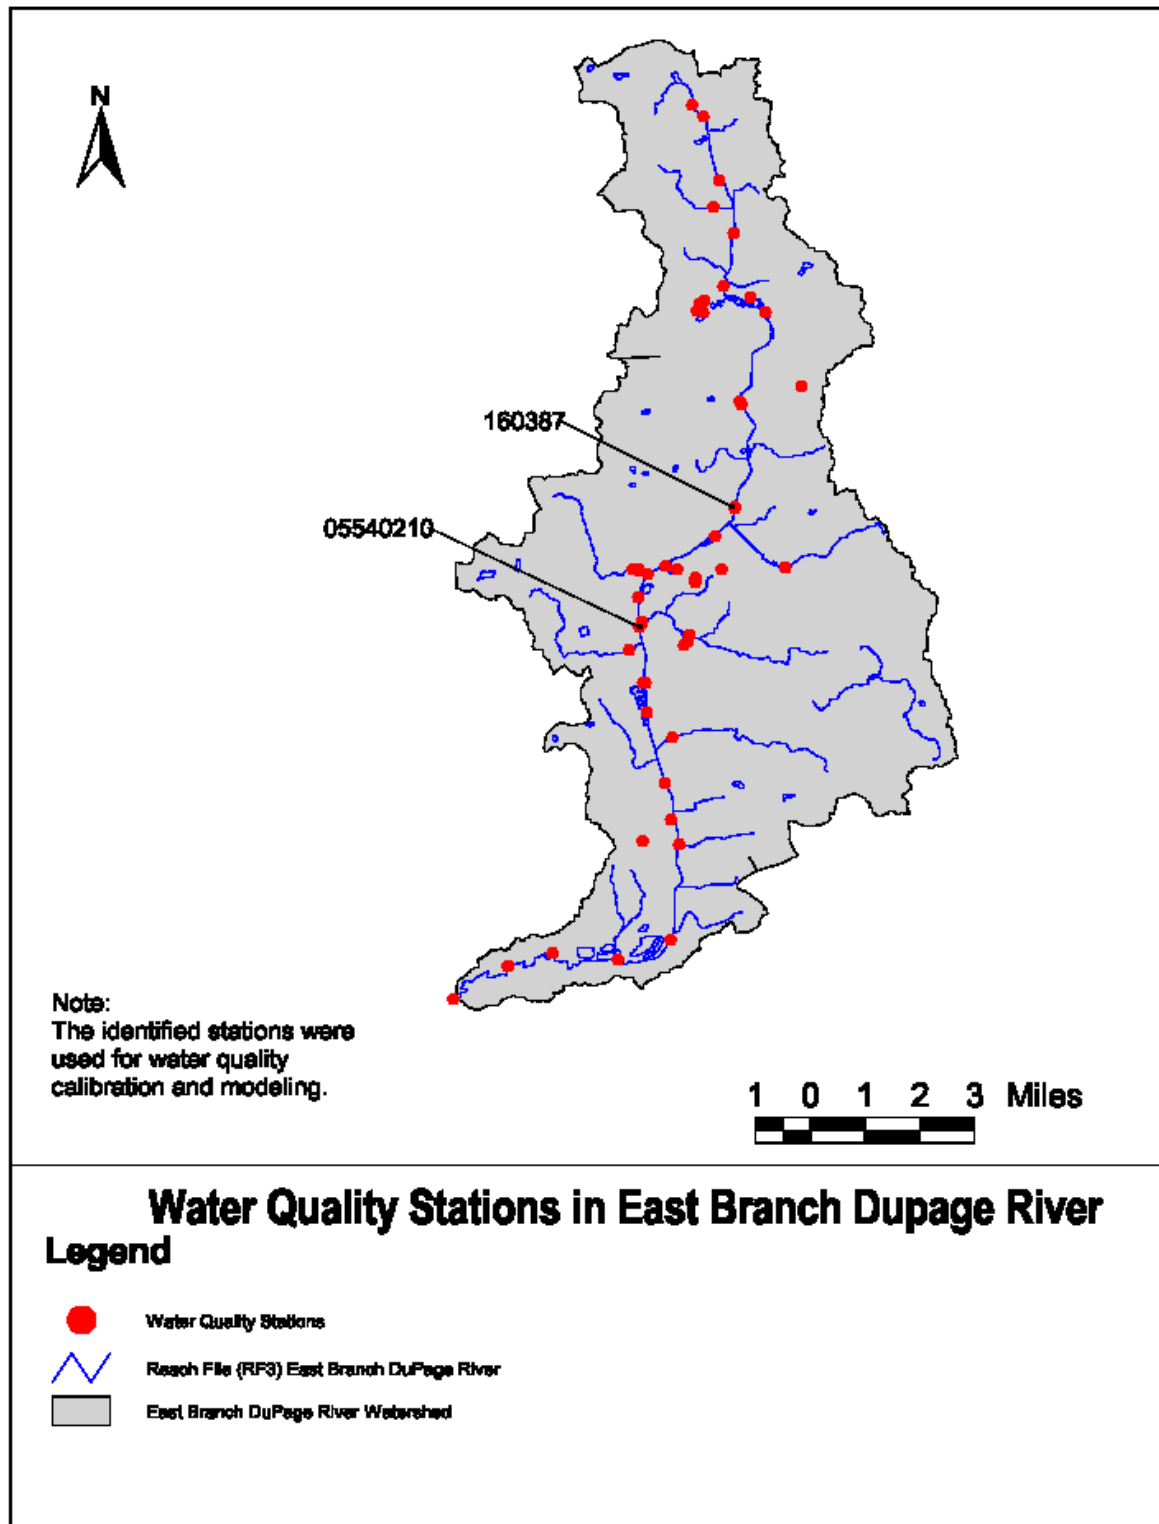 N
160387
05540210
Note:
The identified stations were
used for water quality
calibration and modeling.
1 0 1 2 3 Miles
Water Quality Stations in East Branch Dupage River
Legend
Water Quality Stations
Reach File (RF3) East Branch DuPage River
East Branch DuPage River Watershed